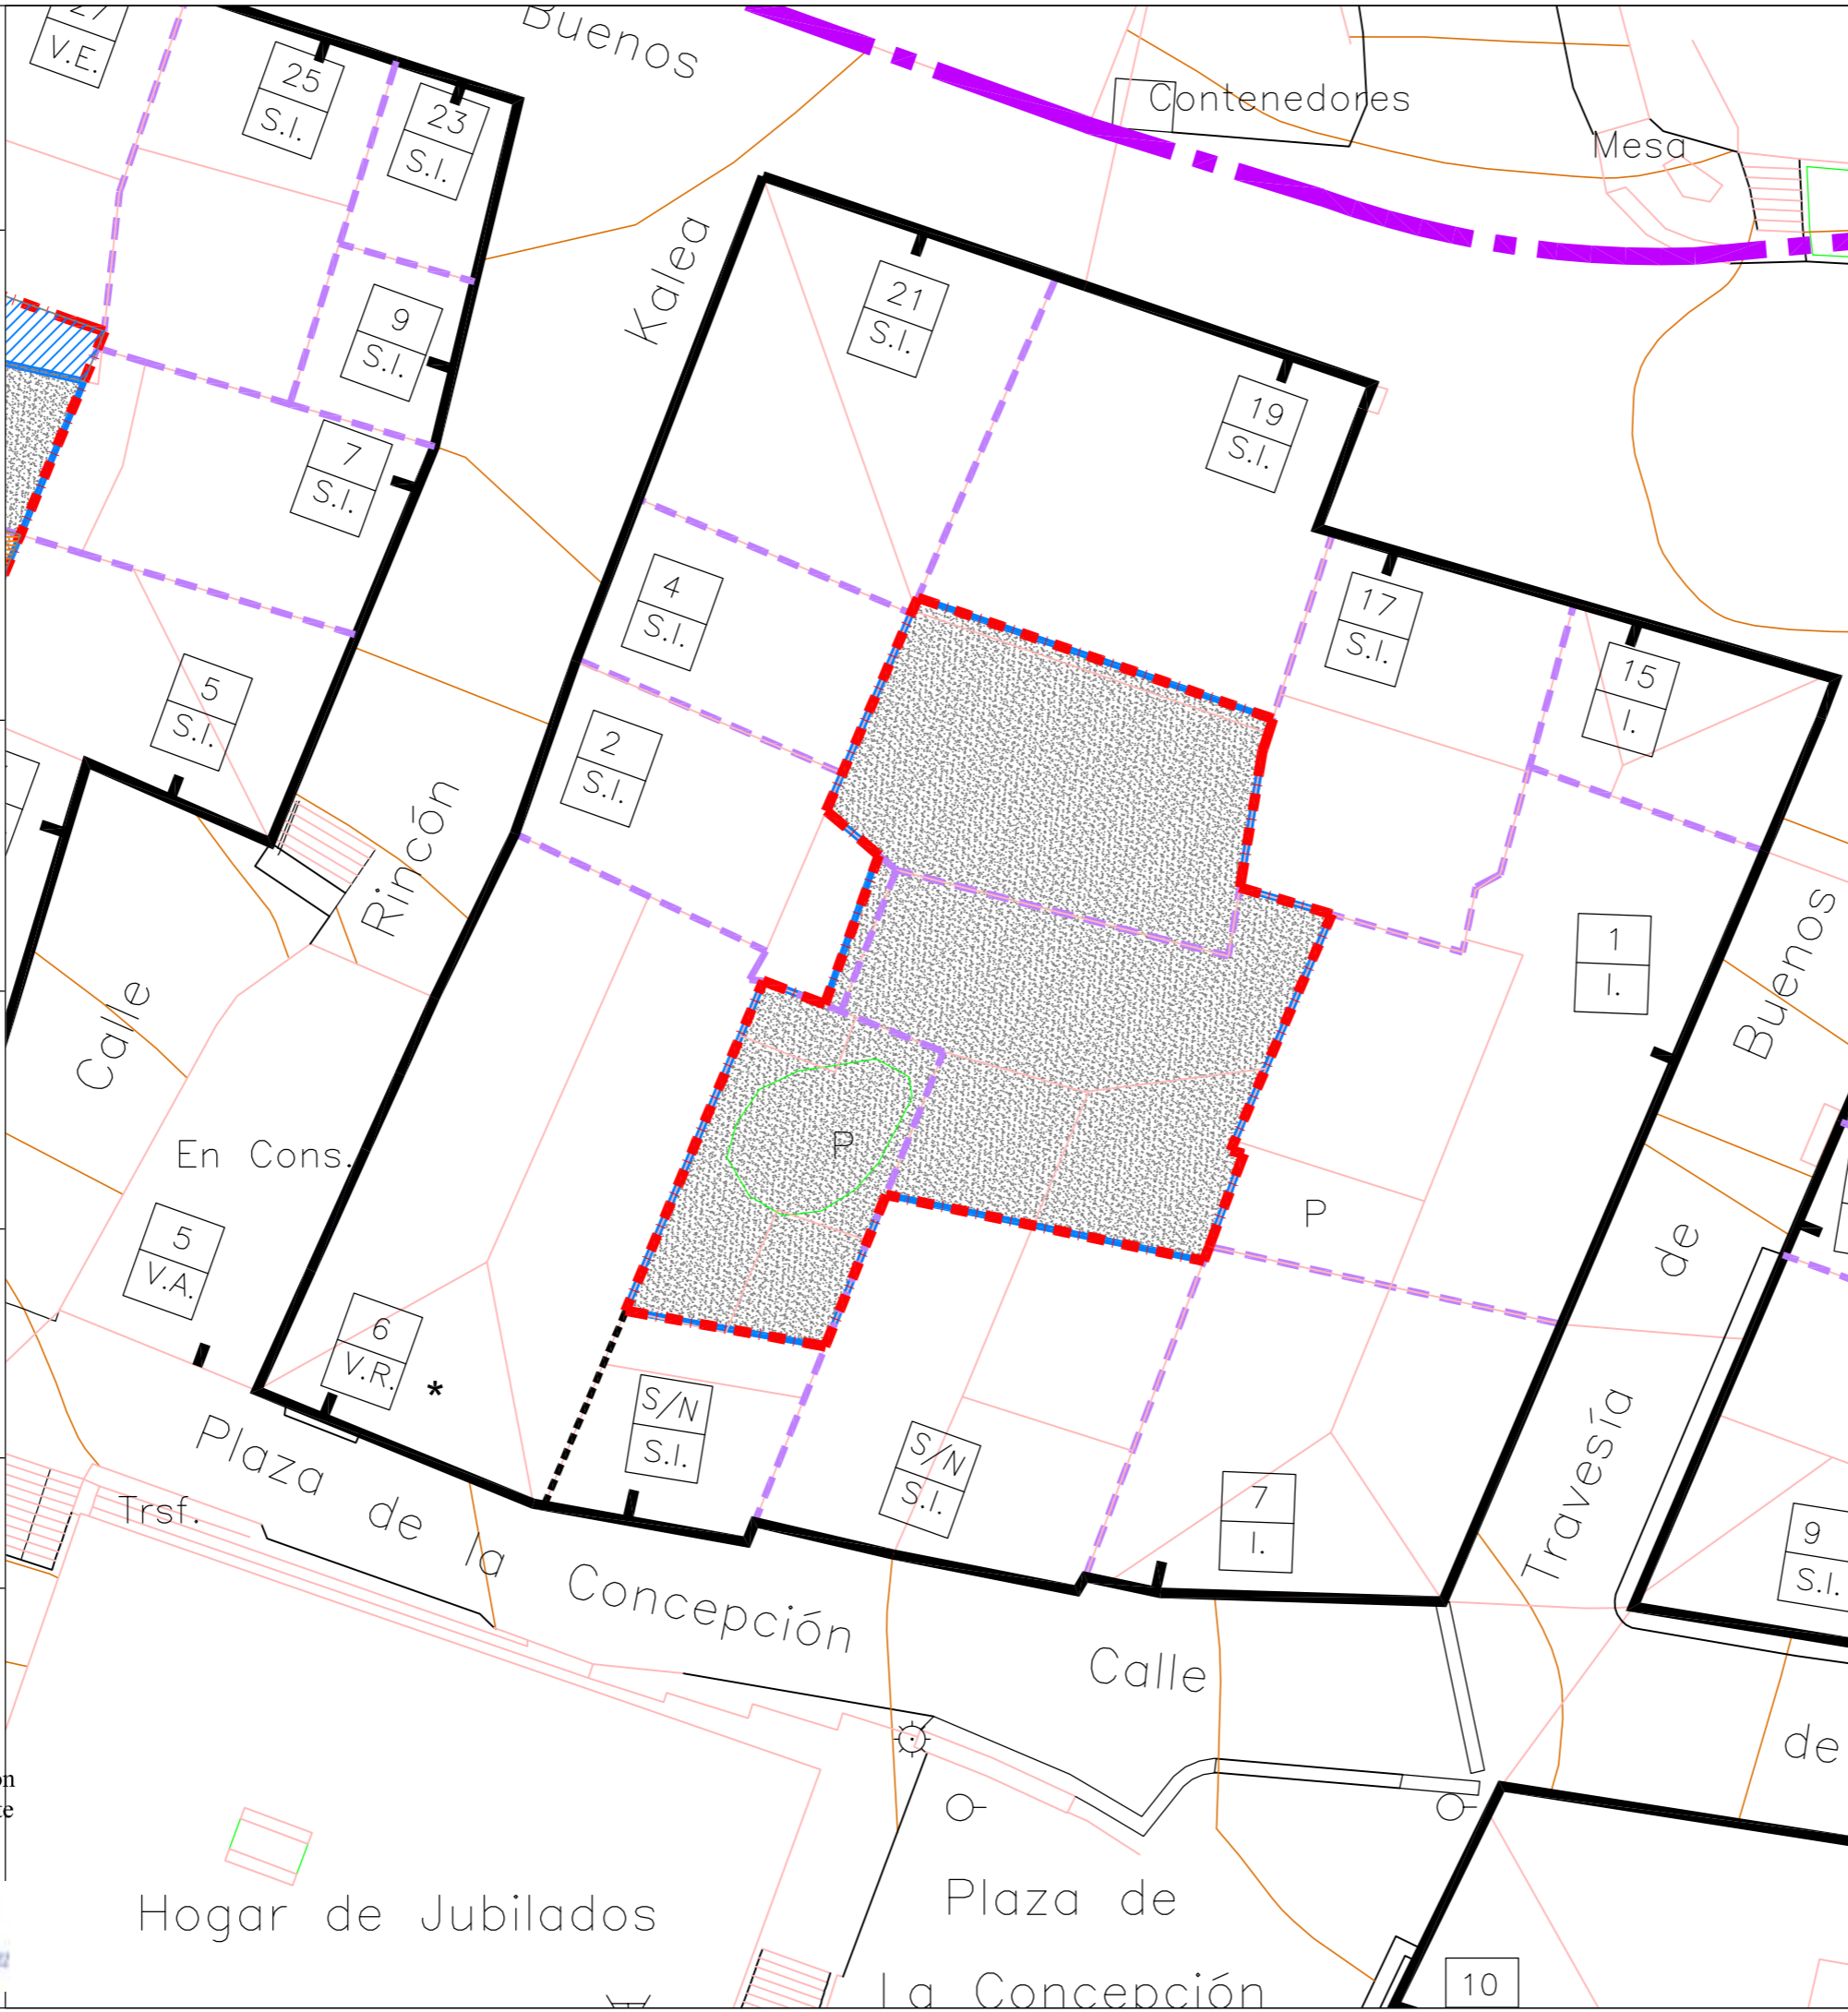 27
V.E.
25
S.I.
23
S.I.
Buenos
Contenedores
Mesa
9
S.I.
Kalea
21
S.I.
19
S.I.
7
S.I.
4
S.I.
17
S.I.
15
I.
5
S.I.
2
S.I.
Rincón
Calle
1
I.
Buenos
En Cons.
P
P
de
5
V.A.
6
V.R.
*
S/N
S.I.
S/N
S.I.
7
I.
Travesía
9
S.I.
Trsf.
Plaza
de
la
Concepción
Calle
de
Hogar de Jubilados
Plaza de
La Concepción
10